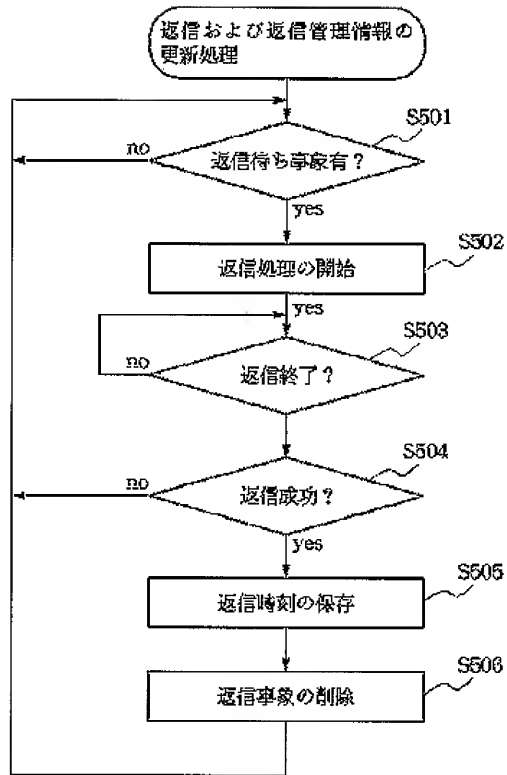 返信および返信管理情報の
更新処理
S501
no
返信待ち事象有？
yes
S502
返信処理の開始
yes
S503
no
返信終了？
S504
no
返信成功？
yes
S505
返信時刻の保存
S506
返信事象の削除